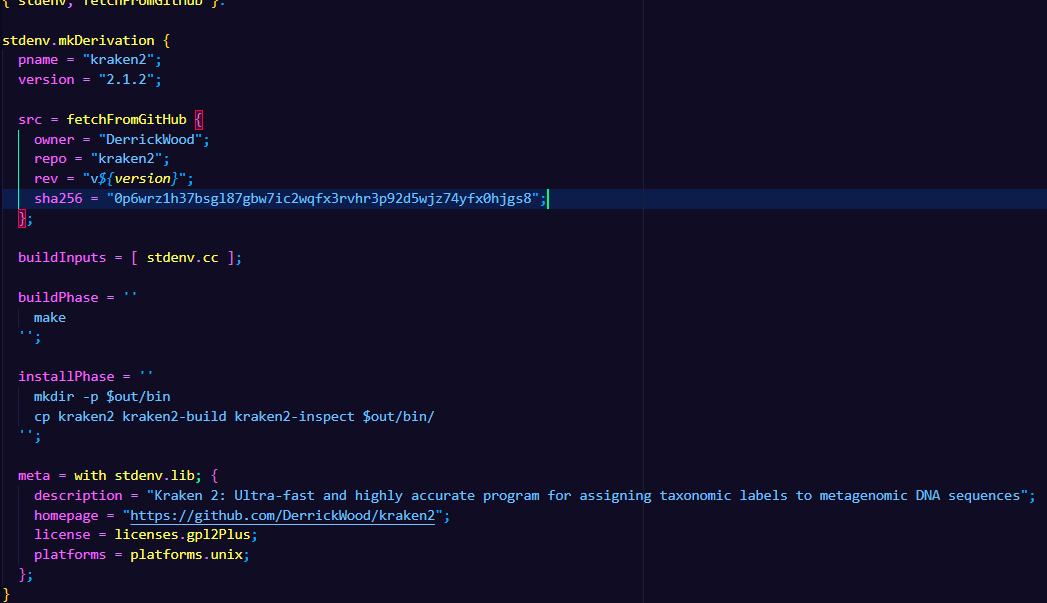 { stdenv, fetchFromGitHub }:
stdenv.mkDerivation {
pname = "kraken2";
version = "2.1.2";
src = fetchFromGitHub {
owner = "DerrickWood";
repo = "kraken2";
rev = "v${version}";
sha256 = "0p6wrz1h37bsgl87gbw7ic2wqfx3rvhr3p92d5wjz74yfx0hjgs8";
};
buildInputs = [ stdenv.cc ];
buildPhase = ''
make
'';
installPhase = ''
mkdir -p $out/bin
cp kraken2 kraken2-build kraken2-inspect $out/bin/
'';
meta = with stdenv.lib; {
description = "Kraken 2: Ultra-fast and highly accurate program for assigning taxonomic labels to metagenomic DNA sequences";
homepage = "https://github.com/DerrickWood/kraken2";
license = licenses.gpl2Plus;
platforms = platforms.unix;
};
}